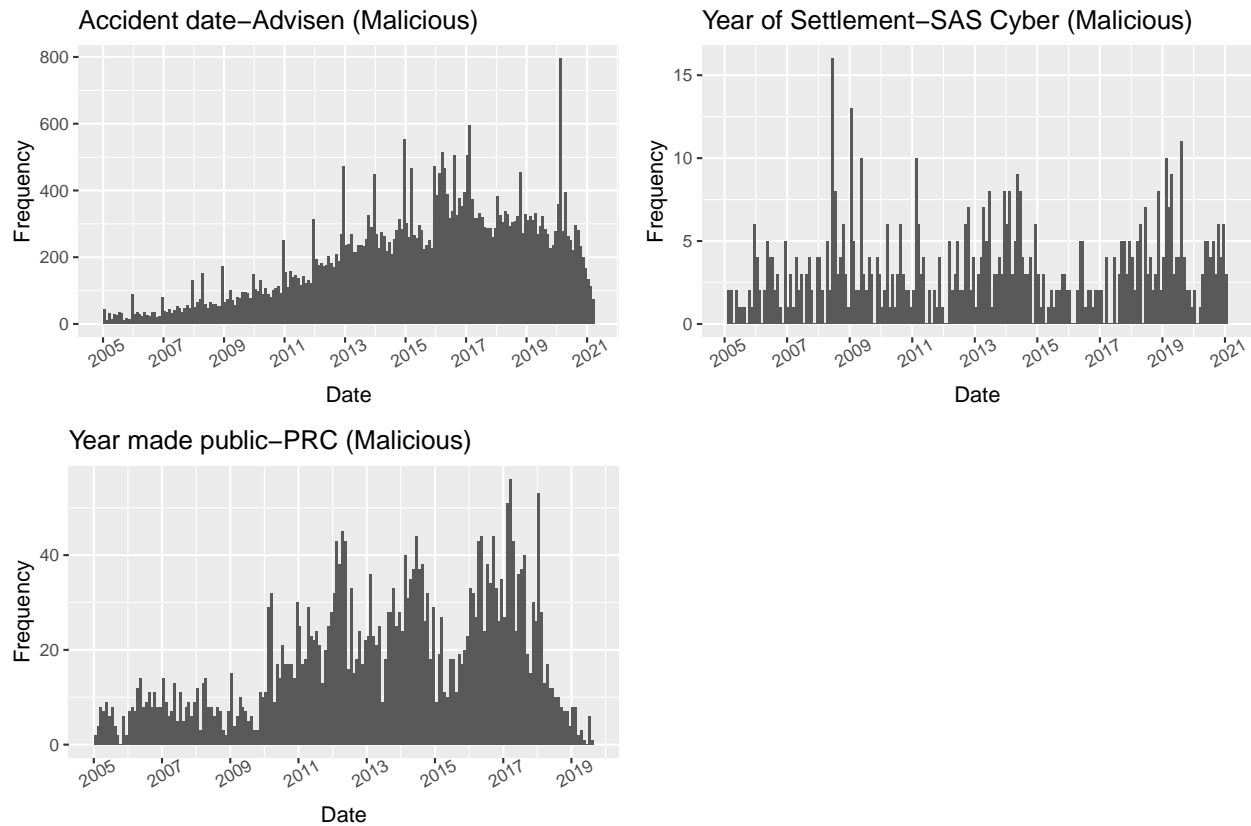 Accident date−Advisen (Malicious)
800
600
400
200
0
Frequency
2005 2007 2009 2011 2013 2015 2017 2019 2021
Date
Year of Settlement−SAS Cyber (Malicious)
15
10
5
0
Frequency
2005 2007 2009 2011 2013 2015 2017 2019 2021
Date
Year made public−PRC (Malicious)
40
20
0
Frequency
2005 2007 2009 2011 2013 2015 2017 2019
Date